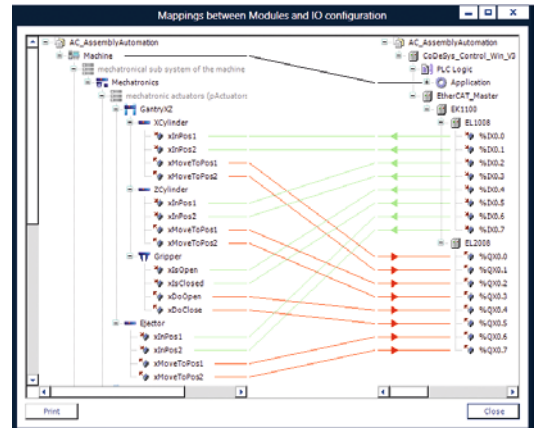 Mappings between Modules and IO configuration
AC_AssemblyAutomation
Machine
mechatronical sub system of the machine
Mechatronics
mechatronic actuators (pActuators
GantryXZ
XCylinder
xInPos1
xInPos2
xMoveToPos1
xMoveToPos2
ZCylinder
xInPos1
xInPos2
xMoveToPos1
xMoveToPos2
Gripper
xIsOpen
xIsClosed
xDoOpen
xDoClose
Ejector
xInPos1
xInPos2
xMoveToPos1
xMoveToPos2
AC_AssemblyAutomation
CoDeSys_Control_Win_V3
PLC Logic
Application
EtherCAT_Master
EK1100
EL1008
%IX0.0
%IX0.1
%IX0.2
%IX0.3
%IX0.4
%IX0.5
%IX0.6
%IX0.7
EL2008
%QX0.0
%QX0.1
%QX0.2
%QX0.3
%QX0.4
%QX0.5
%QX0.6
%QX0.7
Print
Close